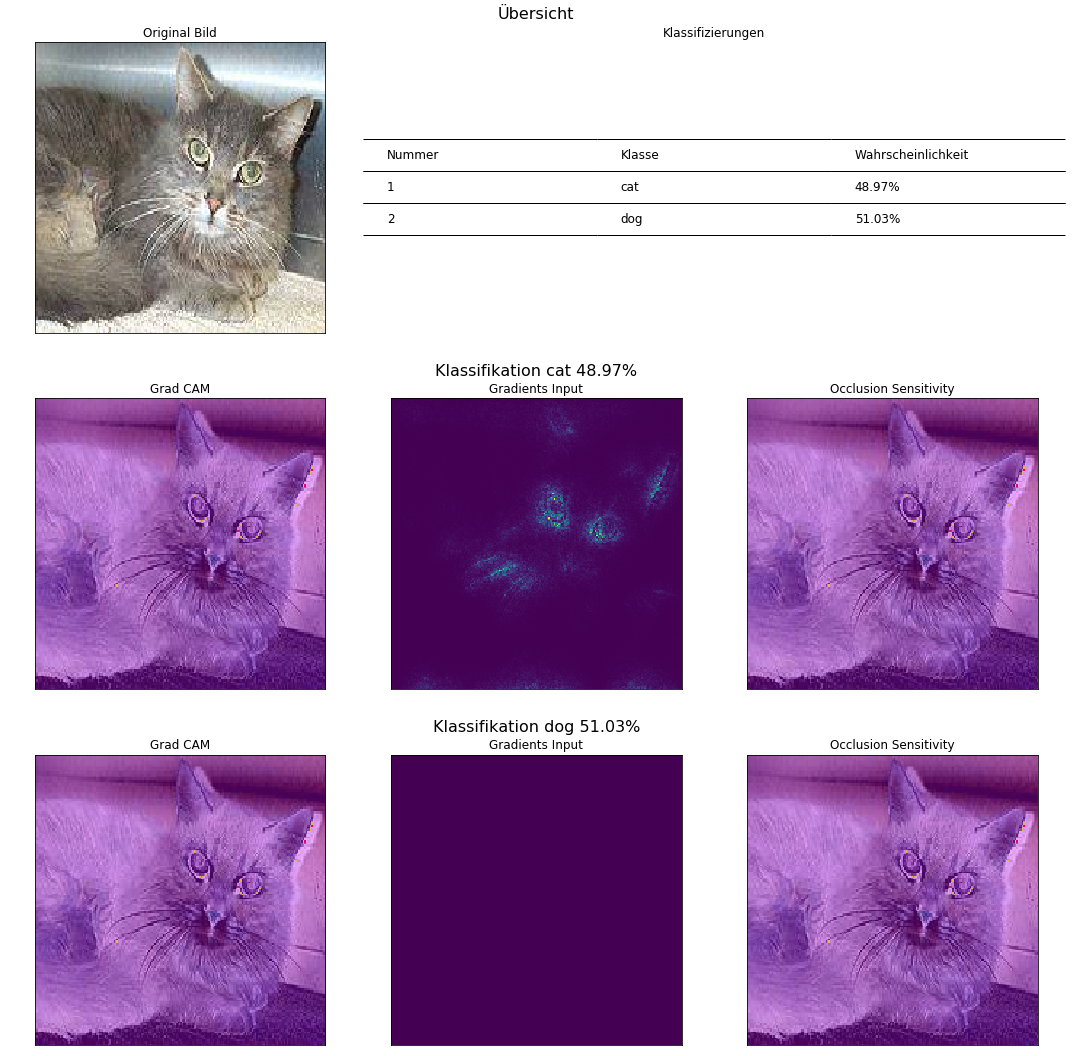 Übersicht
Original Bild
Klassifizierungen
Nummer Klasse Wahrscheinlichkeit
1 cat 48.97%
2 dog 51.03%
Klassifikation cat 48.97%
Grad CAM
Gradients Input
Occlusion Sensitivity
Klassifikation dog 51.03%
Grad CAM
Gradients Input
Occlusion Sensitivity